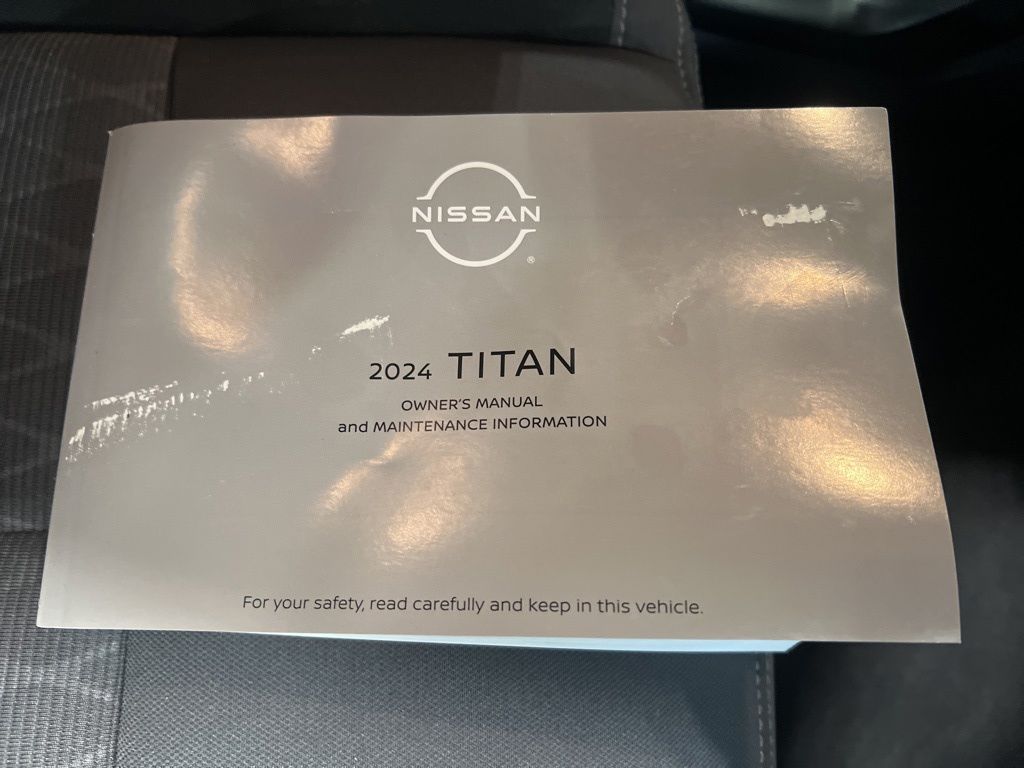 NISSAN
®
2024 TITAN
OWNER'S MANUAL
and MAINTENANCE INFORMATION
For your safety, read carefully and keep in this vehicle.